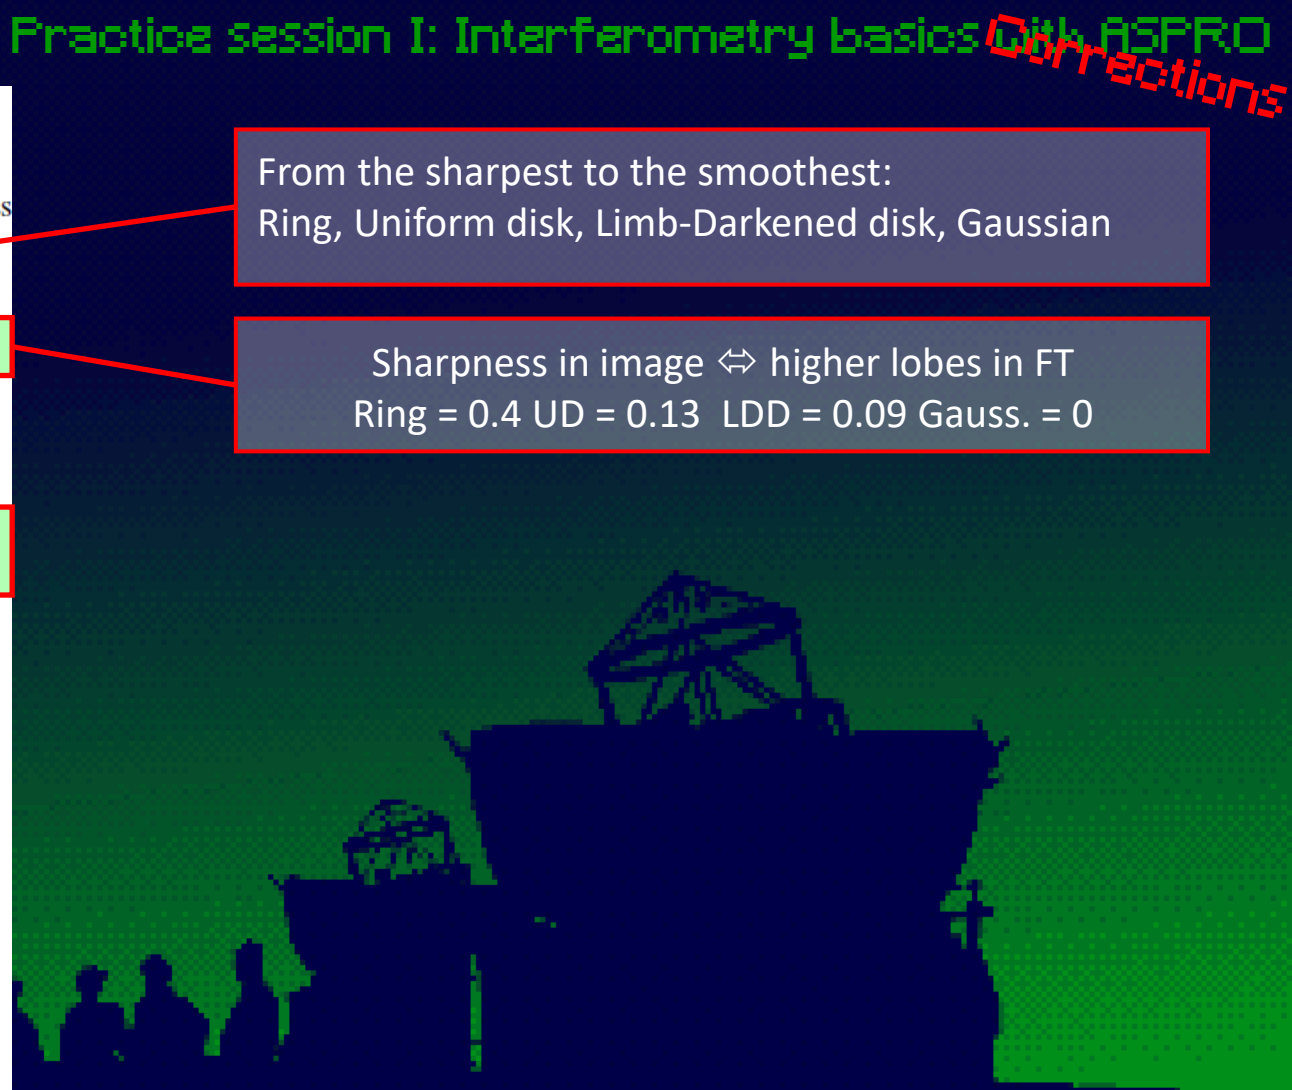 Practice session I: Interferometry basics with ASPRO
Corrections
From the sharpest to the smoothest:
Ring, Uniform disk, Limb-Darkened disk, Gaussian
Sharpness in image ⬄ higher lobes in FT
Ring = 0.4 UD = 0.13 LDD = 0.09 Gauss. = 0